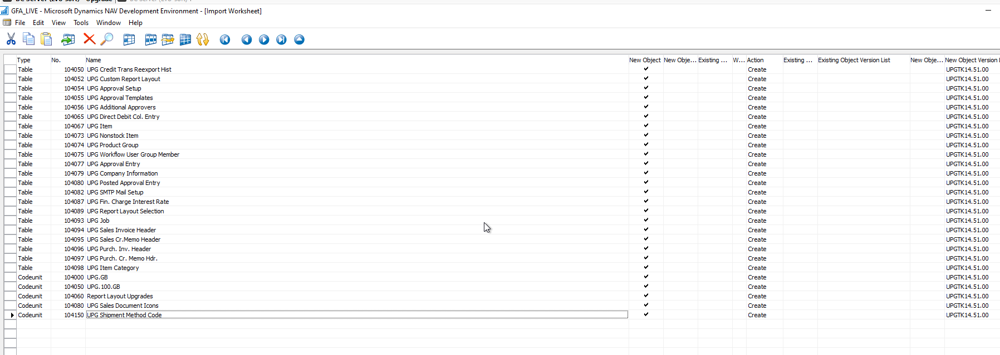 GFA_LIVE - Microsoft Dynamics NAV Development Environment - [Import Worksheet]
File Edit View Tools Window Help
Type No. Name New Object New Obje... Existing ... W... Action Existing ... Existing Object Version List New Obje... New Object Version
Table 104050 UPG Credit Trans Reexport Hist Create UPGTK14.51.00
Table 104052 UPG Custom Report Layout Create UPGTK14.51.00
Table 104054 UPG Approval Setup Create UPGTK14.51.00
Table 104055 UPG Approval Templates Create UPGTK14.51.00
Table 104056 UPG Additional Approvers Create UPGTK14.51.00
Table 104065 UPG Direct Debit Col. Entry Create UPGTK14.51.00
Table 104067 UPG Item Create UPGTK14.51.00
Table 104073 UPG Nonstock Item Create UPGTK14.51.00
Table 104074 UPG Product Group Create UPGTK14.51.00
Table 104075 UPG Workflow User Group Member Create UPGTK14.51.00
Table 104077 UPG Approval Entry Create UPGTK14.51.00
Table 104079 UPG Company Information Create UPGTK14.51.00
Table 104080 UPG Posted Approval Entry Create UPGTK14.51.00
Table 104082 UPG SMTP Mail Setup Create UPGTK14.51.00
Table 104087 UPG Fin. Charge Interest Rate Create UPGTK14.51.00
Table 104089 UPG Report Layout Selection Create UPGTK14.51.00
Table 104093 UPG Job Create UPGTK14.51.00
Table 104094 UPG Sales Invoice Header Create UPGTK14.51.00
Table 104095 UPG Sales Cr.Memo Header Create UPGTK14.51.00
Table 104096 UPG Purch. Inv. Header Create UPGTK14.51.00
Table 104097 UPG Purch. Cr. Memo Hdr. Create UPGTK14.51.00
Table 104098 UPG Item Category Create UPGTK14.51.00
Codeunit 104000 UPG.GB Create UPGTK14.51.00
Codeunit 104050 UPG.100.GB Create UPGTK14.51.00
Codeunit 104060 Report Layout Upgrades Create UPGTK14.51.00
Codeunit 104080 UPG Sales Document Icons Create UPGTK14.51.00
Codeunit 104150 UPG Shipment Method Code Create UPGTK14.51.00